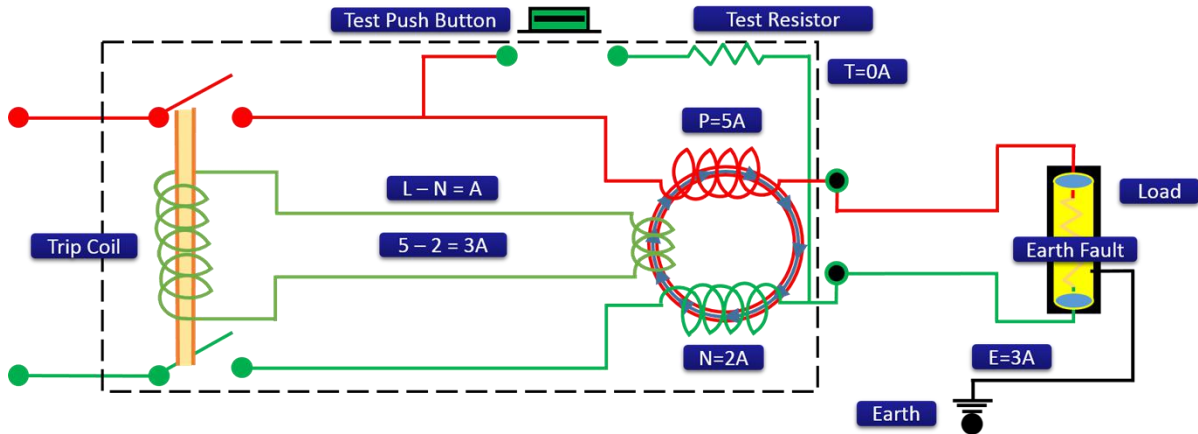 Test Push Button
Test Resistor
T=0A
P=5A
L – N = A
Load
Trip Coil
5 – 2 = 3A
Earth Fault
N=2A
E=3A
Earth